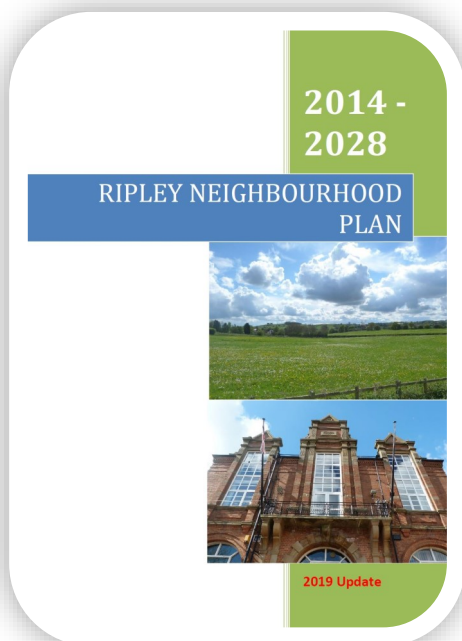 2014 -
2028
RIPLEY NEIGHBOURHOOD
PLAN
2019 Update